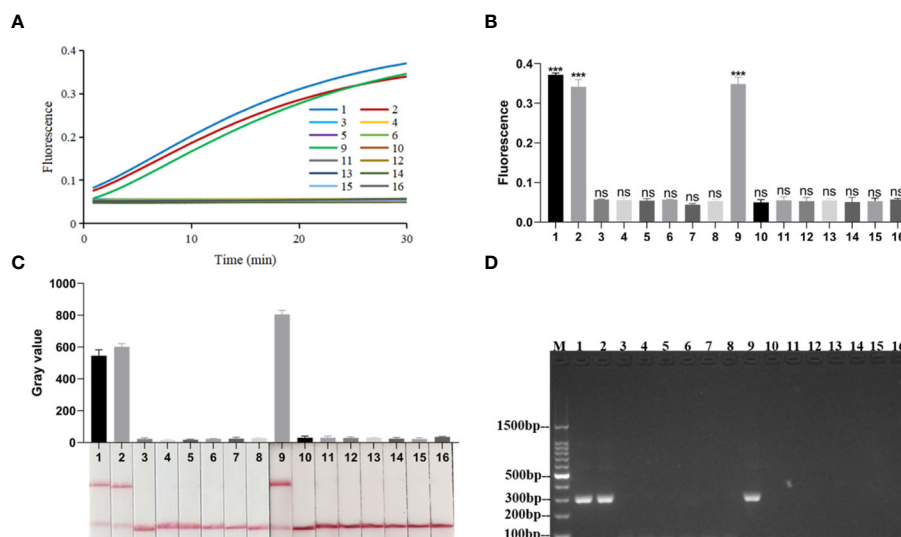 A
0.4
0.3
0.2
0.1
0
Fluorescence
1 2
3 4
5 6
9 10
11 12
13 14
15 16
0 10 20 30
Time (min)
B
0.4
0.3
0.2
0.1
0.0
Fluorescence
*** *** ***
ns ns ns ns ns ns ns ns ns ns ns ns ns
1 2 3 4 5 6 7 8 9 10 11 12 13 14 15 16
C
1000
800
600
400
200
0
Gray value
1 2 3 4 5 6 7 8 9 10 11 12 13 14 15 16
D
M 1 2 3 4 5 6 7 8 9 10 11 12 13 14 15 16
1500bp
500bp
300bp
200bp
100bp